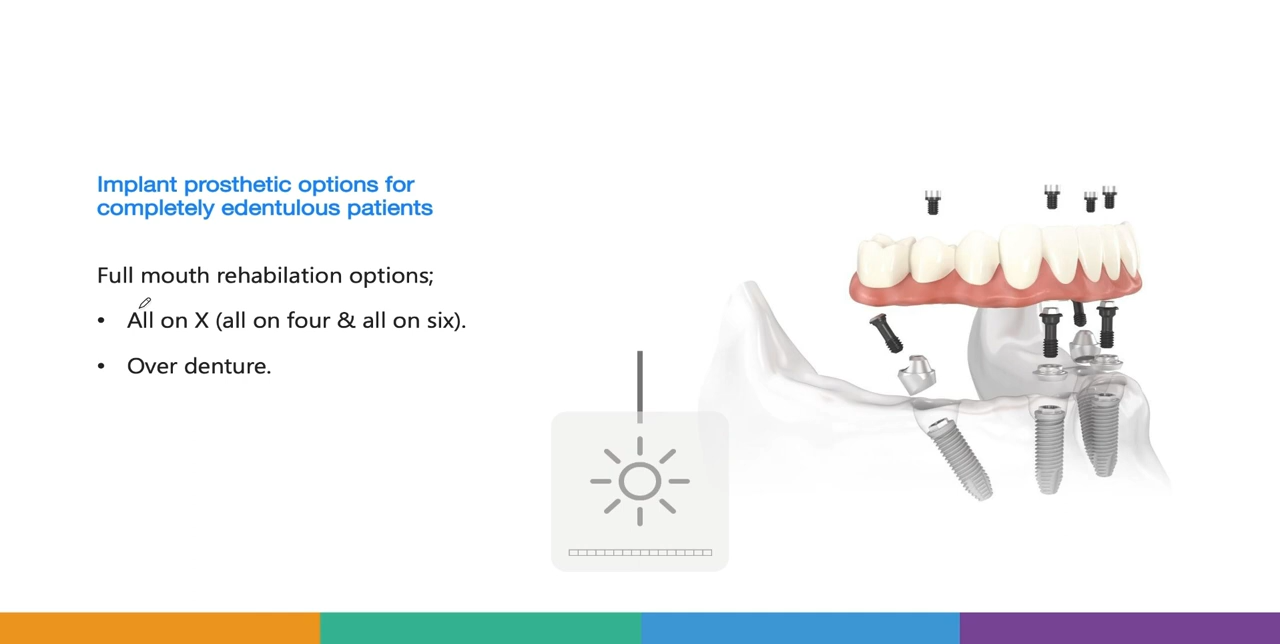 Implant prosthetic options for
completely edentulous patients
Full mouth rehabilation options;
• All on X (all on four & all on six).
• Over denture.